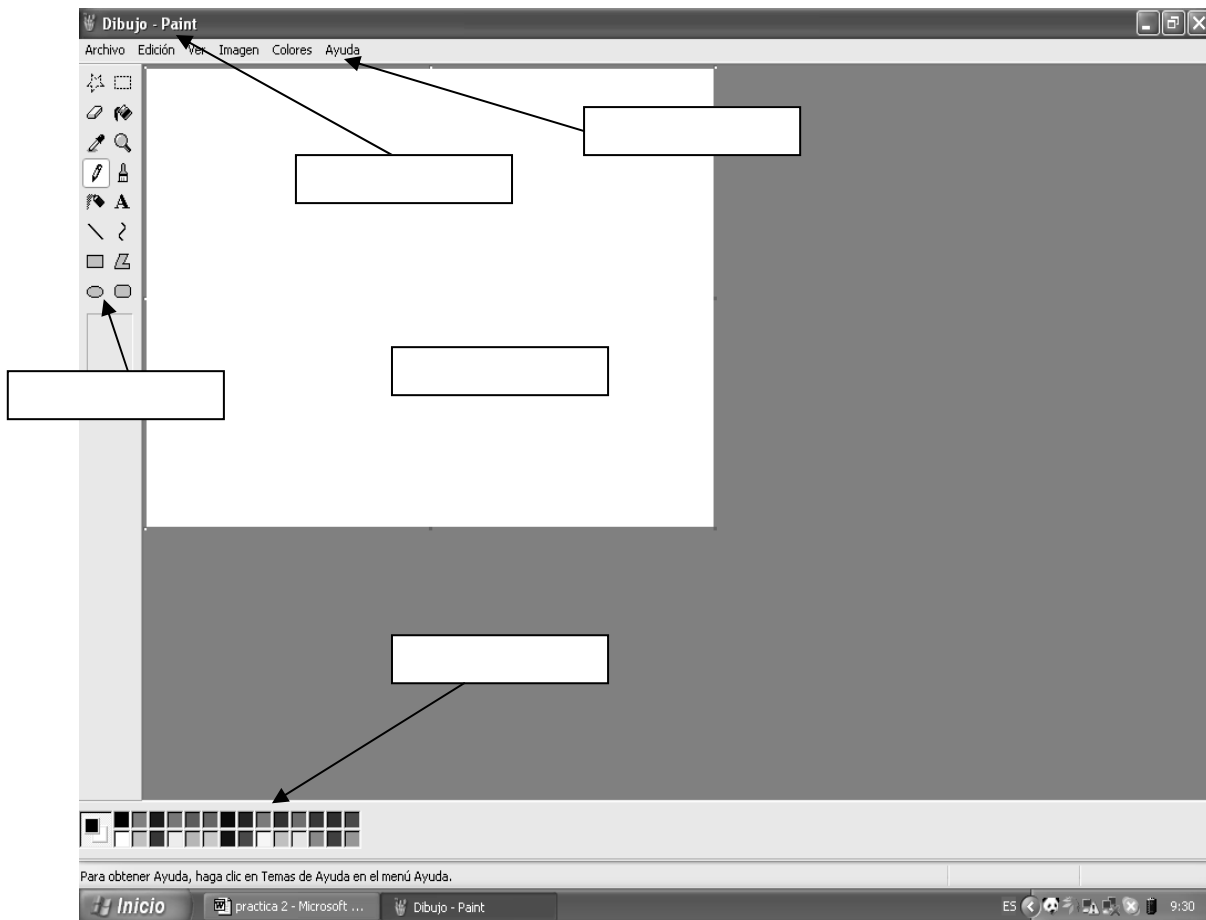 Dibujo - Paint
Archivo Edición Ver Imagen Colores Ayuda
A
Para obtener Ayuda, haga clic en Temas de Ayuda en el menú Ayuda.
Inicio practica 2 - Microsoft ... Dibujo - Paint ES 9:30